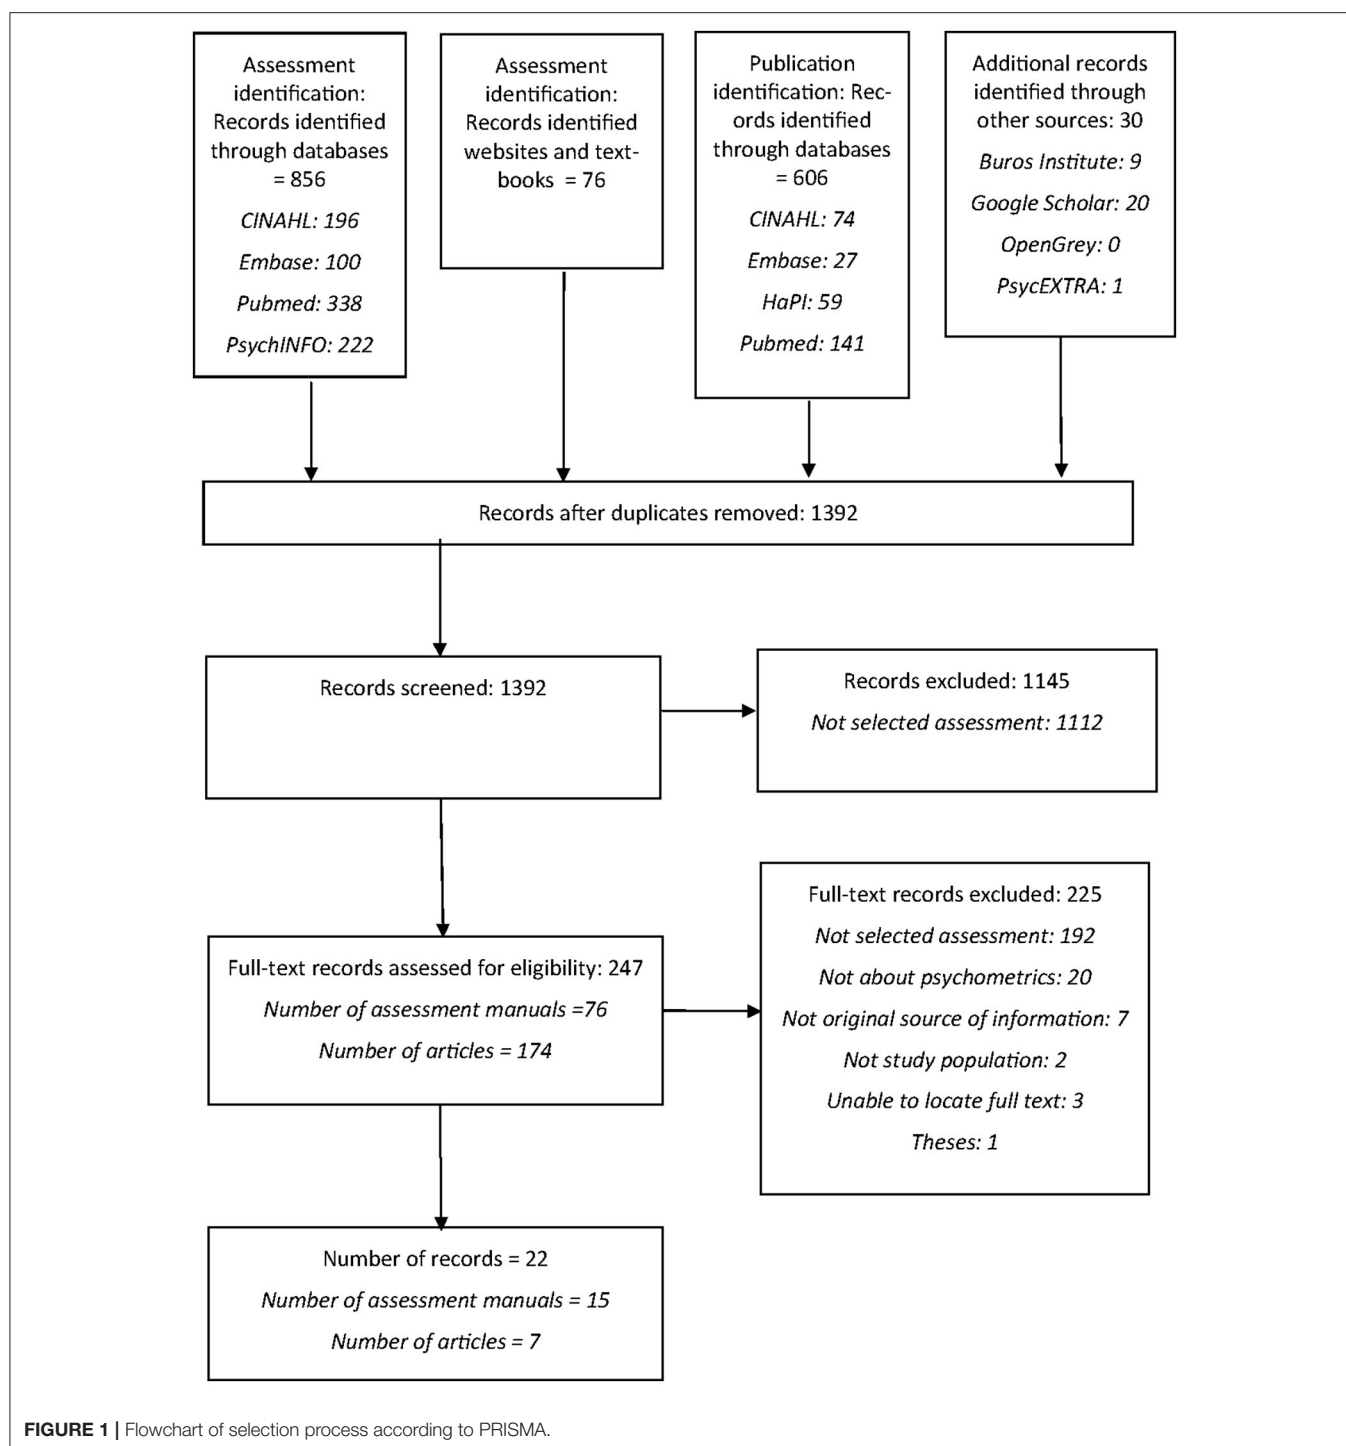 Assessment
identification:
Records identified
through databases
= 856
CINAHL: 196
Embase: 100
Pubmed: 338
PsychINFO: 222
Assessment
identification:
Records identified
websites and text-
books = 76
Publication
identification: Rec-
ords identified
through databases
= 606
CINAHL: 74
Embase: 27
HaPI: 59
Pubmed: 141
Additional records
identified through
other sources: 30
Buros Institute: 9
Google Scholar: 20
OpenGrey: 0
PsycEXTRA: 1
Records after duplicates removed: 1392
Records screened: 1392
Records excluded: 1145
Not selected assessment: 1112
Full-text records assessed for eligibility: 247
Number of assessment manuals =76
Number of articles = 174
Full-text records excluded: 225
Not selected assessment: 192
Not about psychometrics: 20
Not original source of information: 7
Not study population: 2
Unable to locate full text: 3
Theses: 1
Number of records = 22
Number of assessment manuals = 15
Number of articles = 7
FIGURE 1 | Flowchart of selection process according to PRISMA.